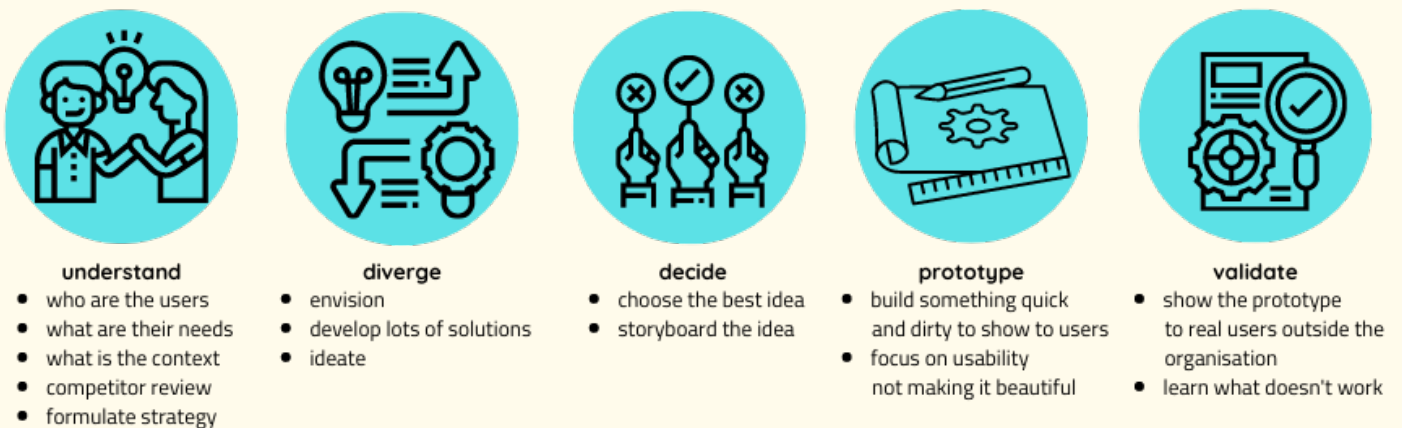 understand
• who are the users
• what are their needs
• what is the context
• competitor review
• formulate strategy
diverge
• envision
• develop lots of solutions
• ideate
decide
• choose the best idea
• storyboard the idea
prototype
• build something quick
and dirty to show to users
• focus on usability
not making it beautiful
validate
• show the prototype
to real users outside the
organisation
• learn what doesn't work